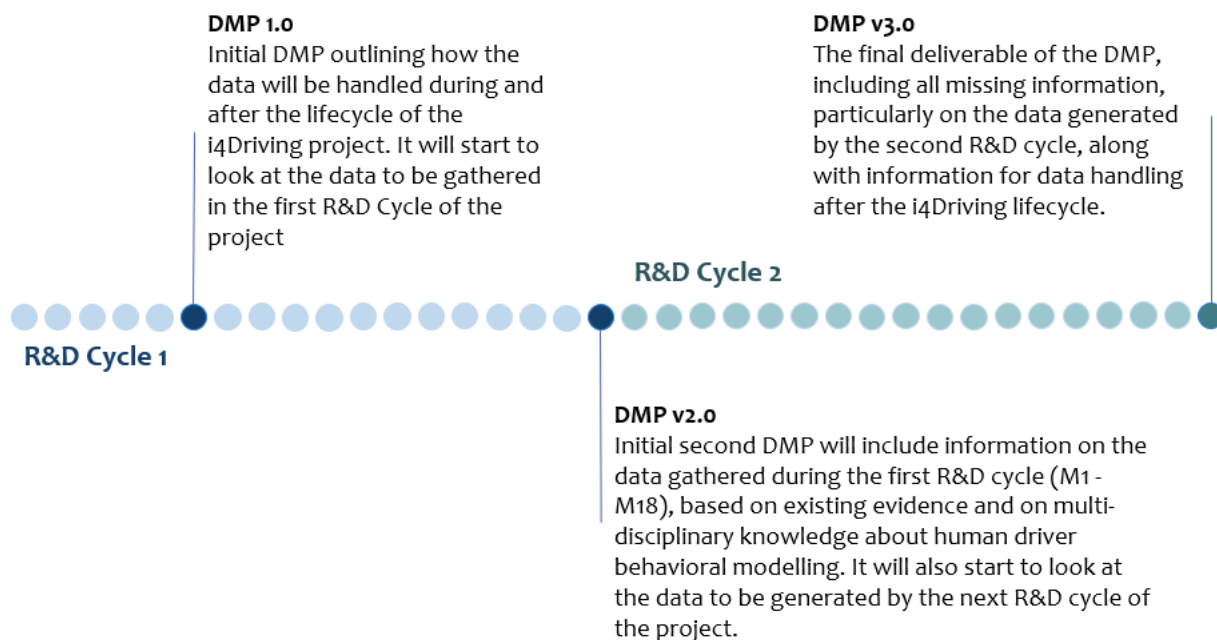 DMP 1.0
Initial DMP outlining how the
data will be handled during and
after the lifecycle of the
i4Driving project. It will start to
look at the data to be gathered
in the first R&D Cycle of the
project
DMP v3.0
The final deliverable of the DMP,
including all missing information,
particularly on the data generated
by the second R&D cycle, along
with information for data handling
after the i4Driving lifecycle.
R&D Cycle 2
R&D Cycle 1
DMP v2.0
Initial second DMP will include information on the
data gathered during the first R&D cycle (M1 -
M18), based on existing evidence and on multi-
disciplinary knowledge about human driver
behavioral modelling. It will also start to look at
the data to be generated by the next R&D cycle of
the project.